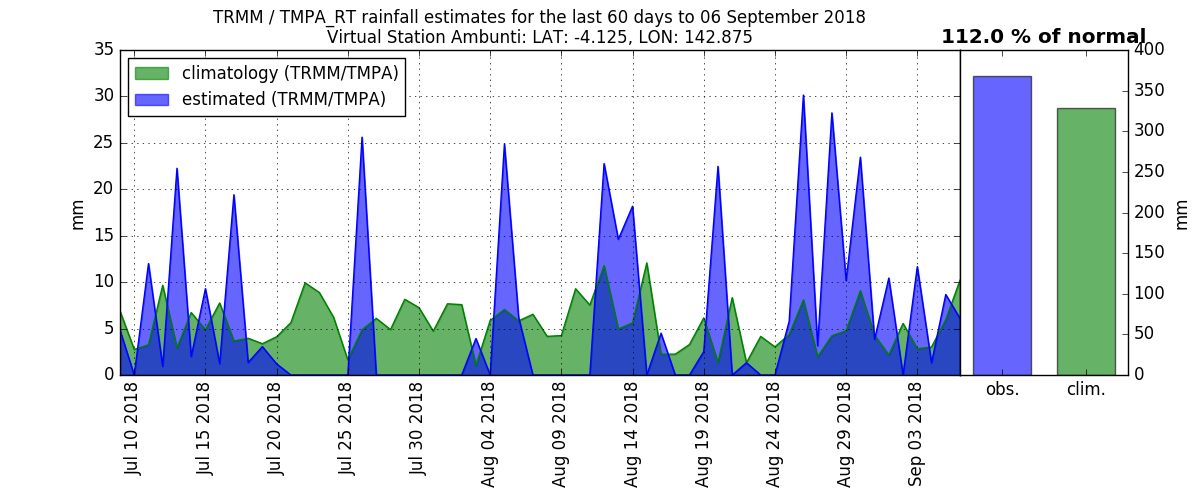 TRMM / TMPA_RT rainfall estimates for the last 60 days to 06 September 2018
Virtual Station Ambunti: LAT: -4.125, LON: 142.875
112.0 % of normal
climatology (TRMM/TMPA)
estimated (TRMM/TMPA)
35
30
25
20
15
10
5
0
mm
Jul 10 2018
Jul 15 2018
Jul 20 2018
Jul 25 2018
Jul 30 2018
Aug 04 2018
Aug 09 2018
Aug 14 2018
Aug 19 2018
Aug 24 2018
Aug 29 2018
Sep 03 2018
400
350
300
250
200
150
100
50
0
mm
obs.
clim.